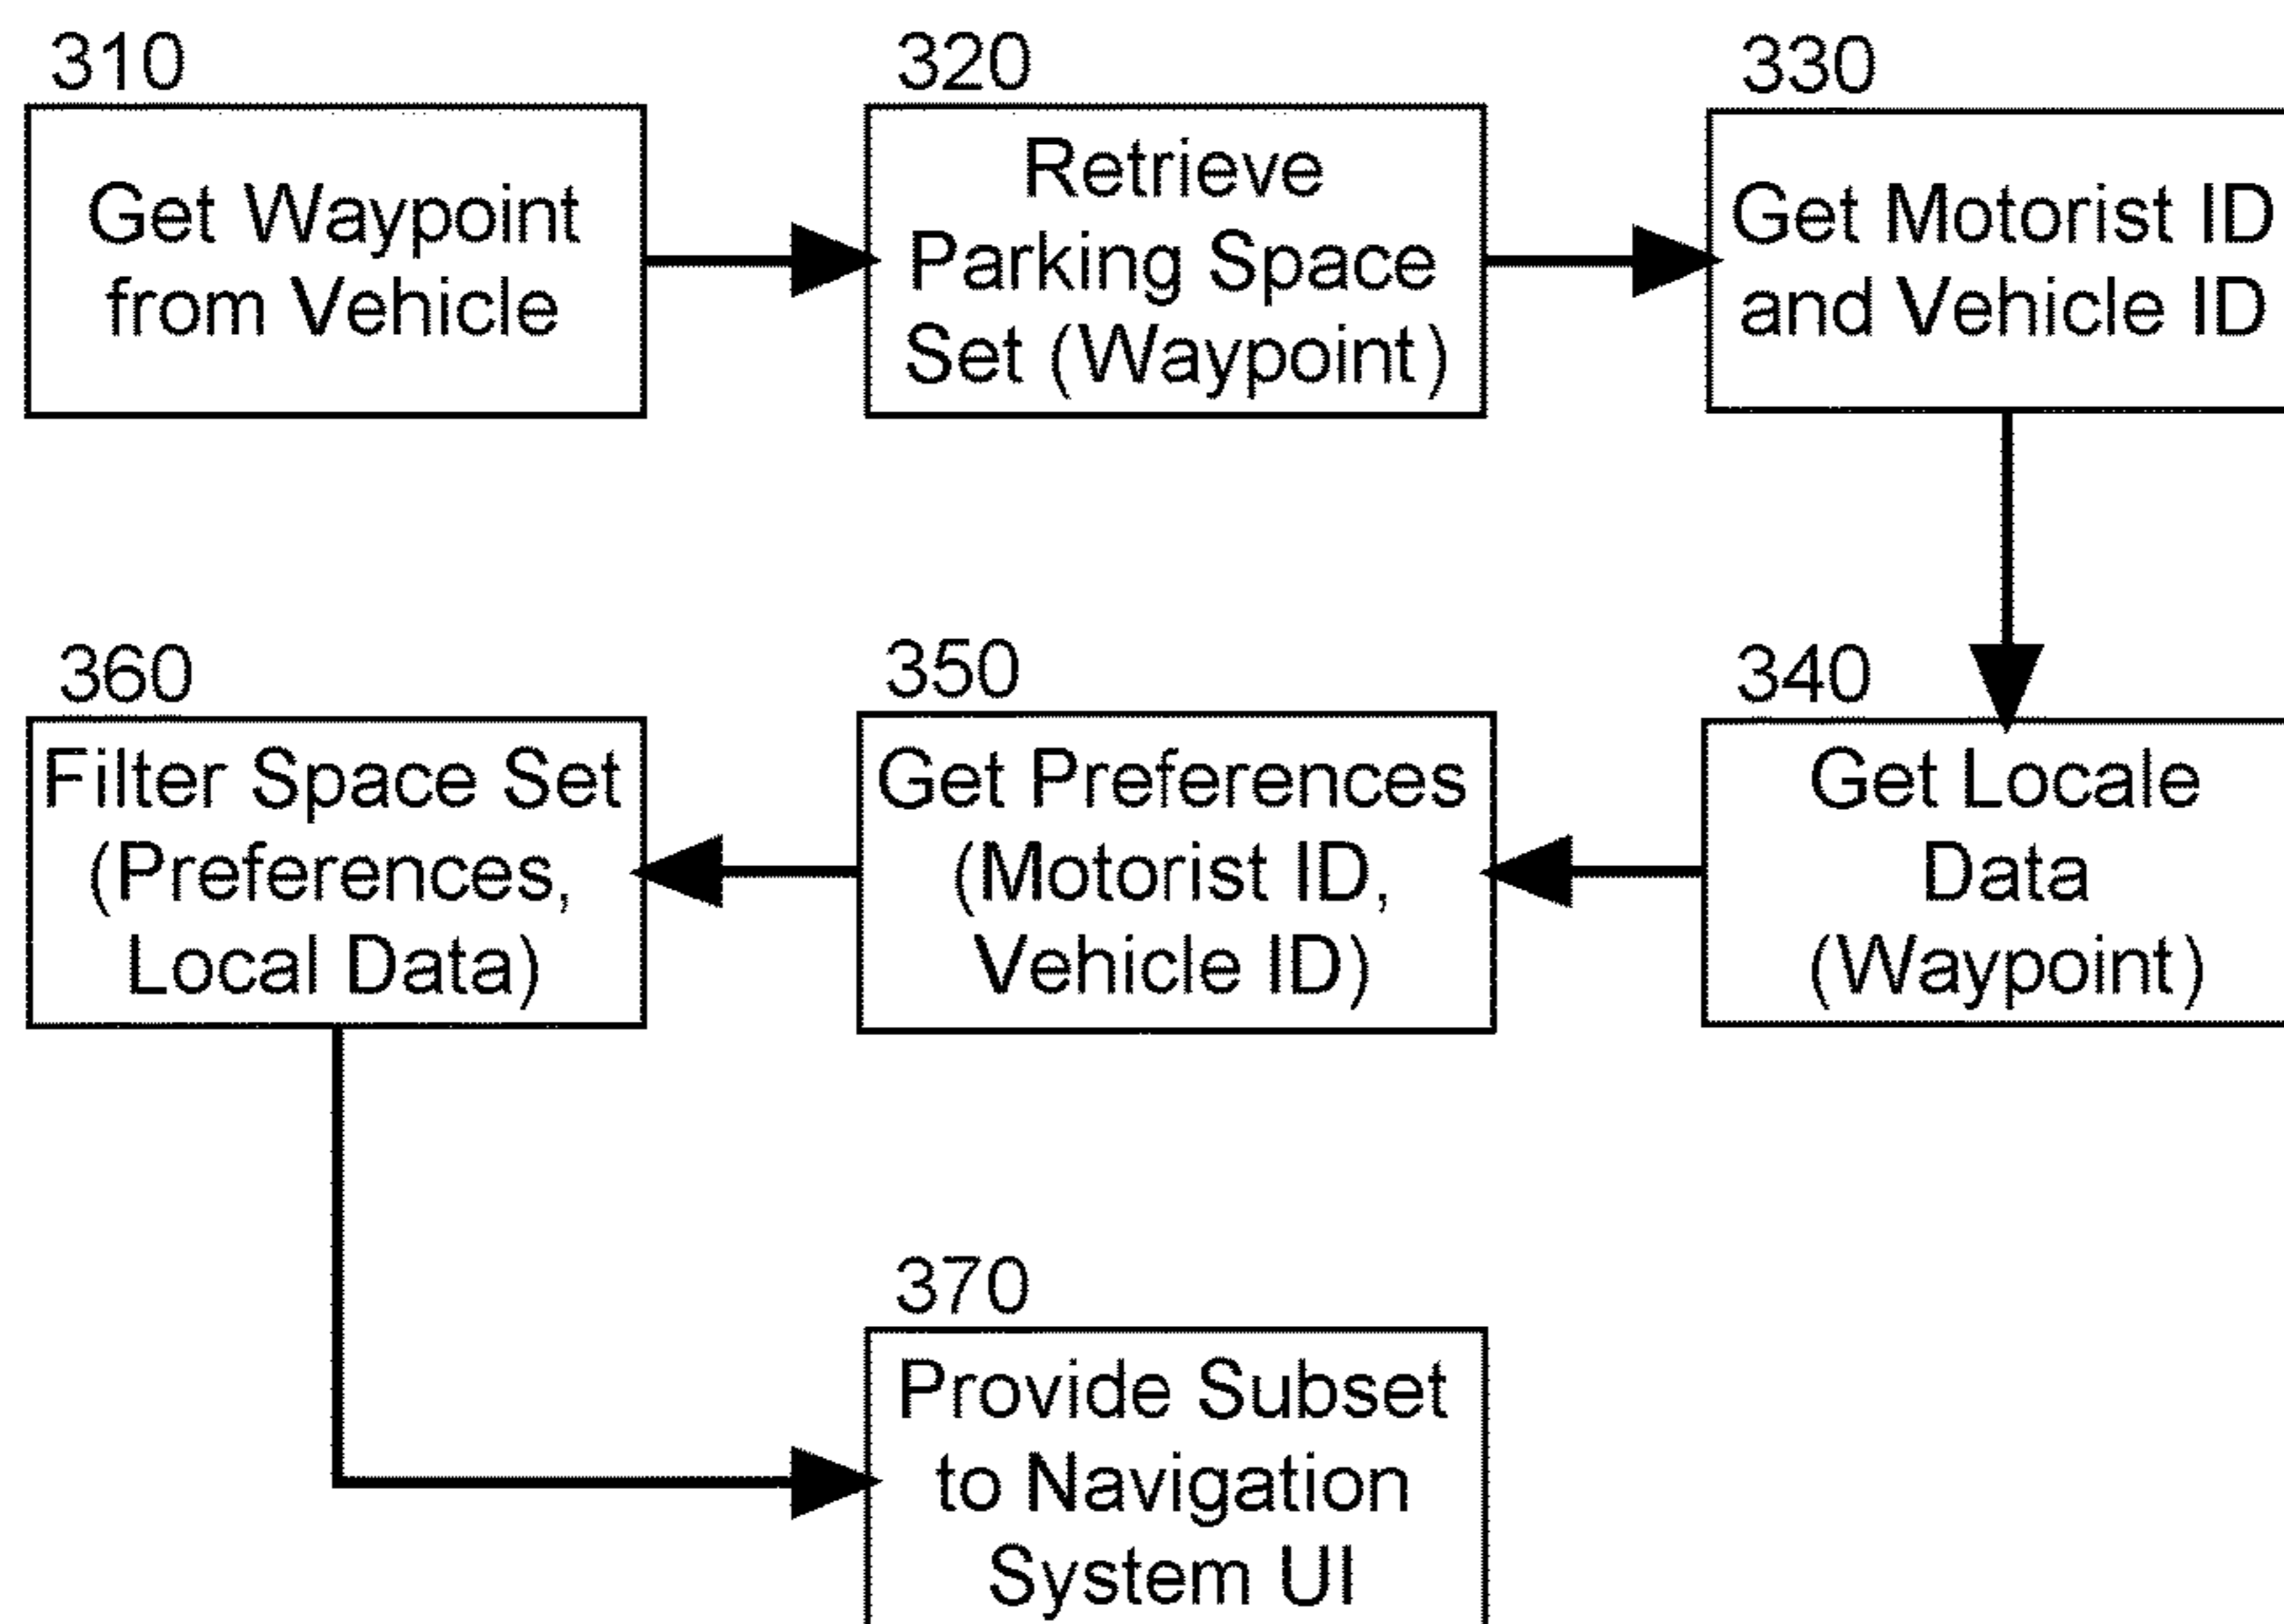 310
Get Waypoint
from Vehicle
320
Retrieve
Parking Space
Set (Waypoint)
330
Get Motorist ID
and Vehicle ID
340
Get Locale
Data
(Waypoint)
350
Get Preferences
(Motorist ID,
Vehicle ID)
360
Filter Space Set
(Preferences,
Local Data)
370
Provide Subset
to Navigation
System UI